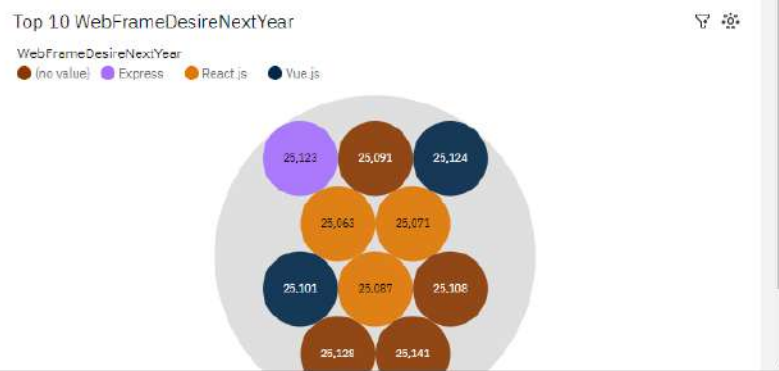 Top 10 WebFrameDesireNextYear
WebFrameDesireNextYear
(no value) Express React.js Vue.js
25,123 25,091 25,124
25,063 25,071
25,101 25,087 25,108
25,129 25,141